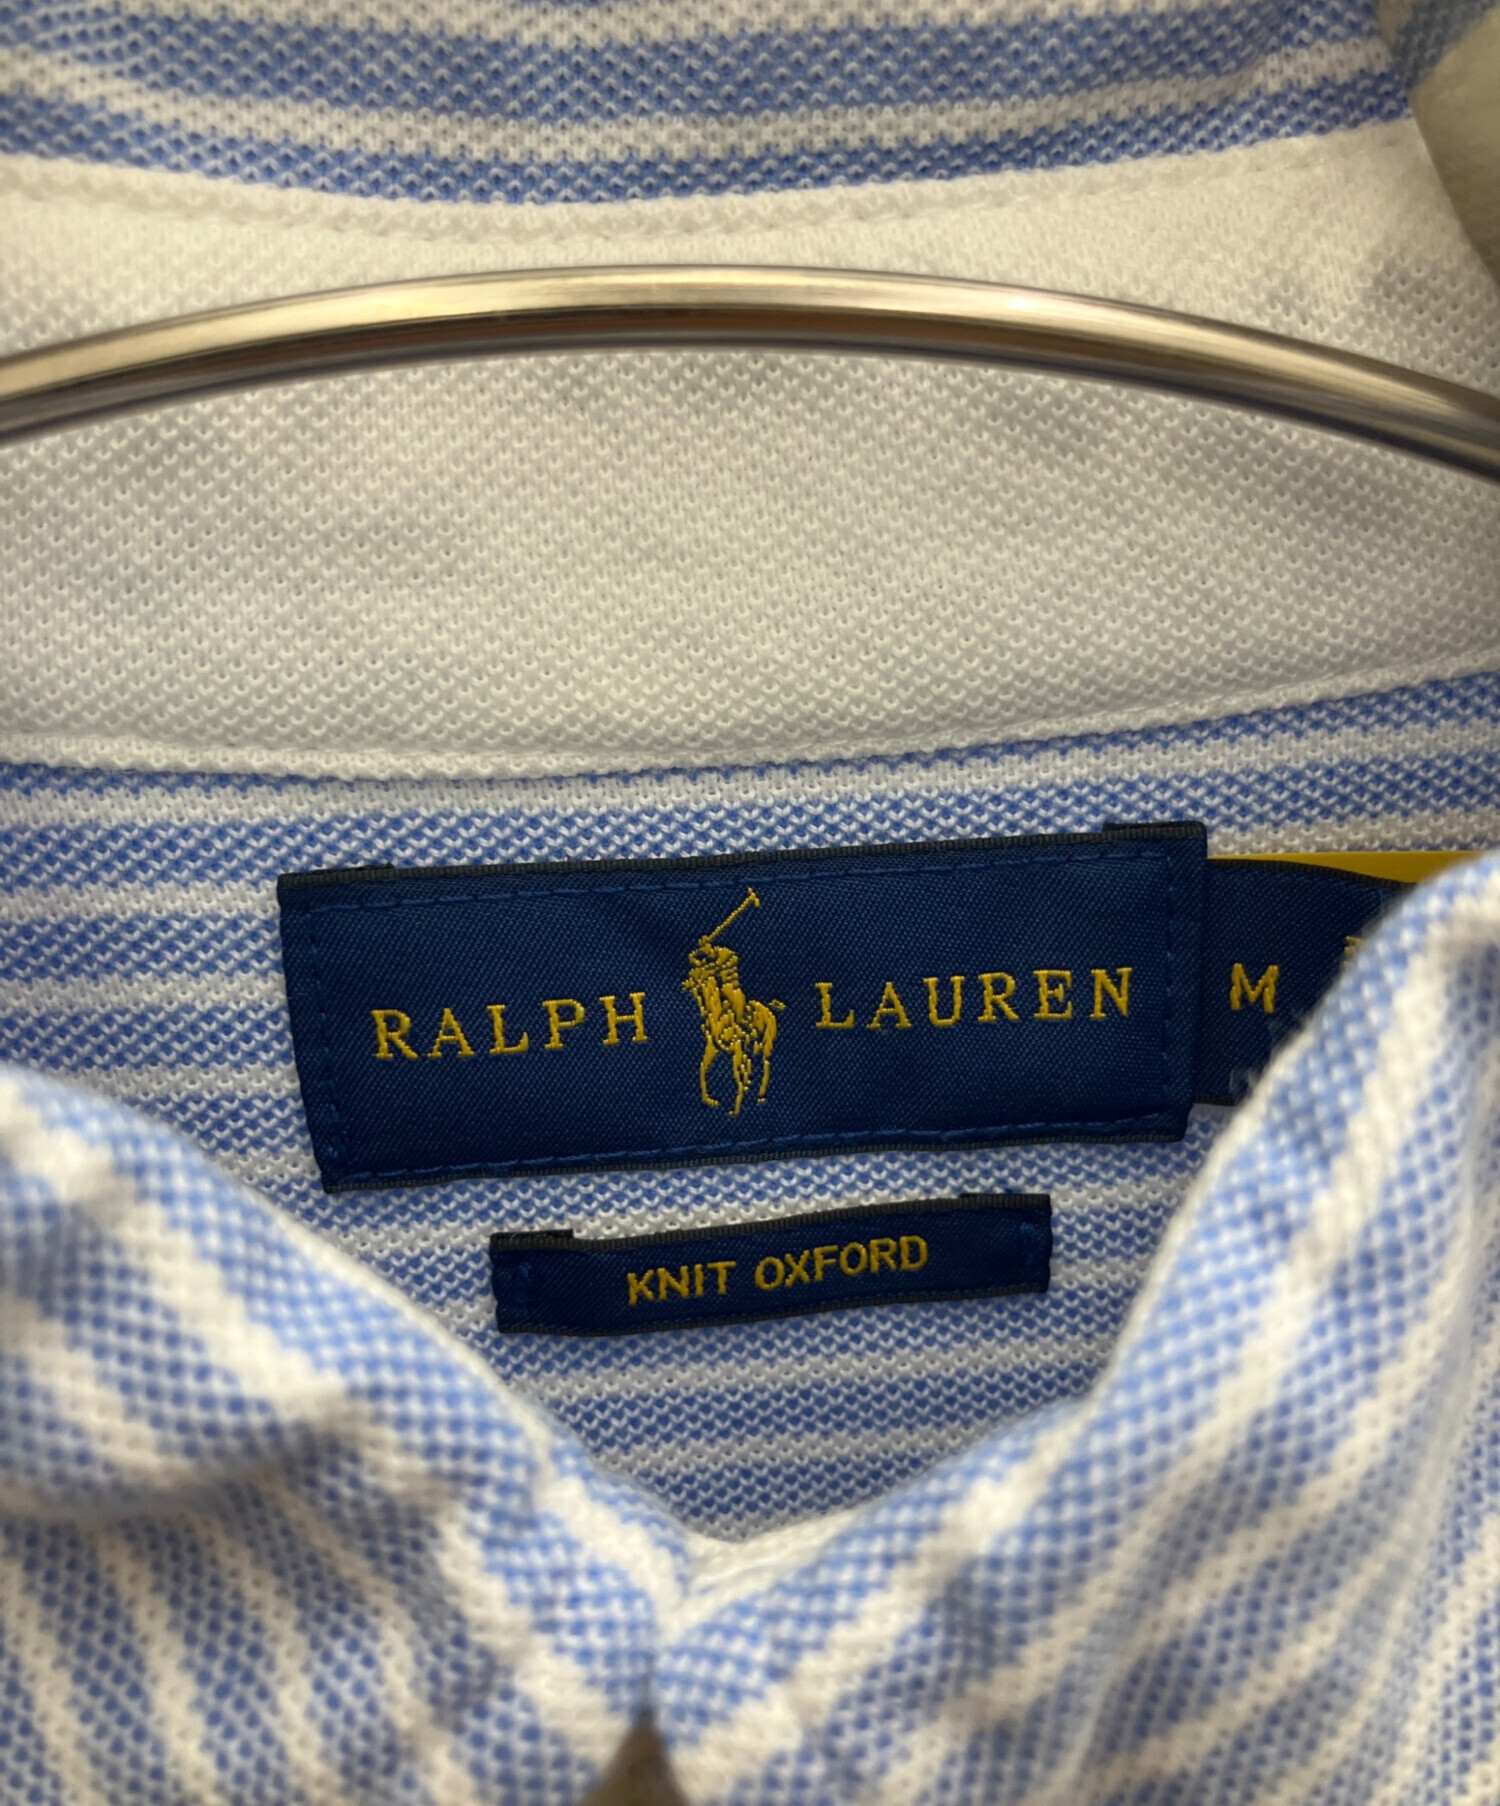 RALPH LAUREN
M
KNIT OXFORD